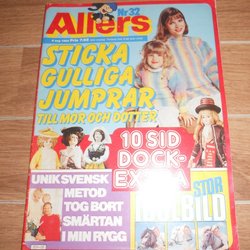 Nr 32
Allers
STICKA
GULLIGA
JUMPRAR
TILL MOR OCH DOTTER
10 SID
DOCK-
EXTRA
UNIK SVENSK
METOD
TOG BORT
SMÄRTAN
I MIN RYGG
STOR